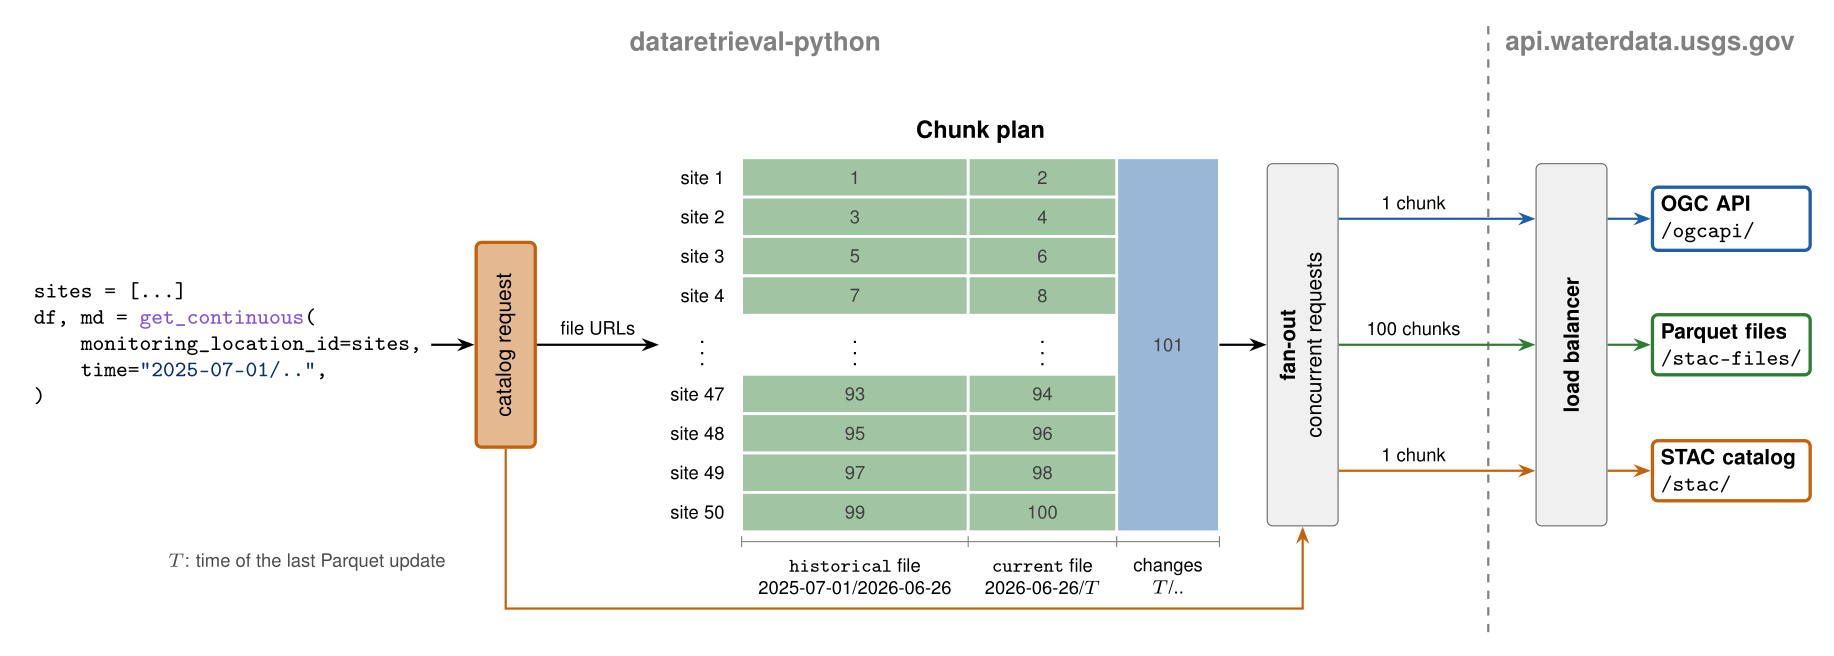 dataretrieval-python
api.waterdata.usgs.gov
Chunk plan
sites = [...]
df, md = get_continuous(
    monitoring_location_id=sites,
    time="2025-07-01/..",
)
catalog request
file URLs
site 1 1 2
site 2 3 4
site 3 5 6
site 4 7 8
⋮ ⋮ ⋮
101
site 47 93 94
site 48 95 96
site 49 97 98
site 50 99 100
historical file
2025-07-01/2026-06-26
current file
2026-06-26/T
changes
T/..
T: time of the last Parquet update
fan-out
concurrent requests
1 chunk
100 chunks
1 chunk
load balancer
OGC API
/ogcapi/
Parquet files
/stac-files/
STAC catalog
/stac/